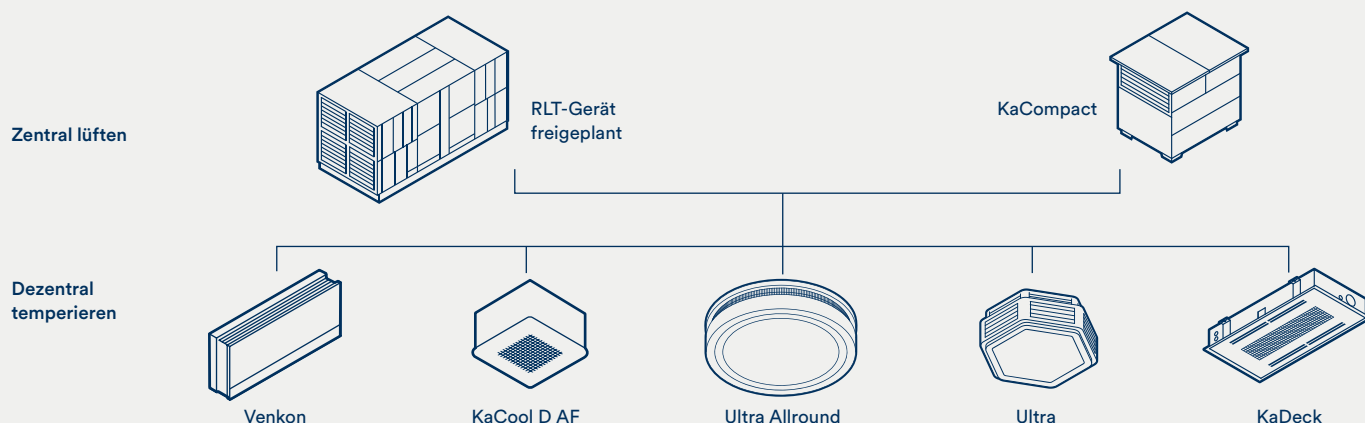 Zentral lüften
RLT-Gerät
freigeplant
KaCompact
Dezentral
temperieren
Venkon
KaCool D AF
Ultra Allround
Ultra
KaDeck